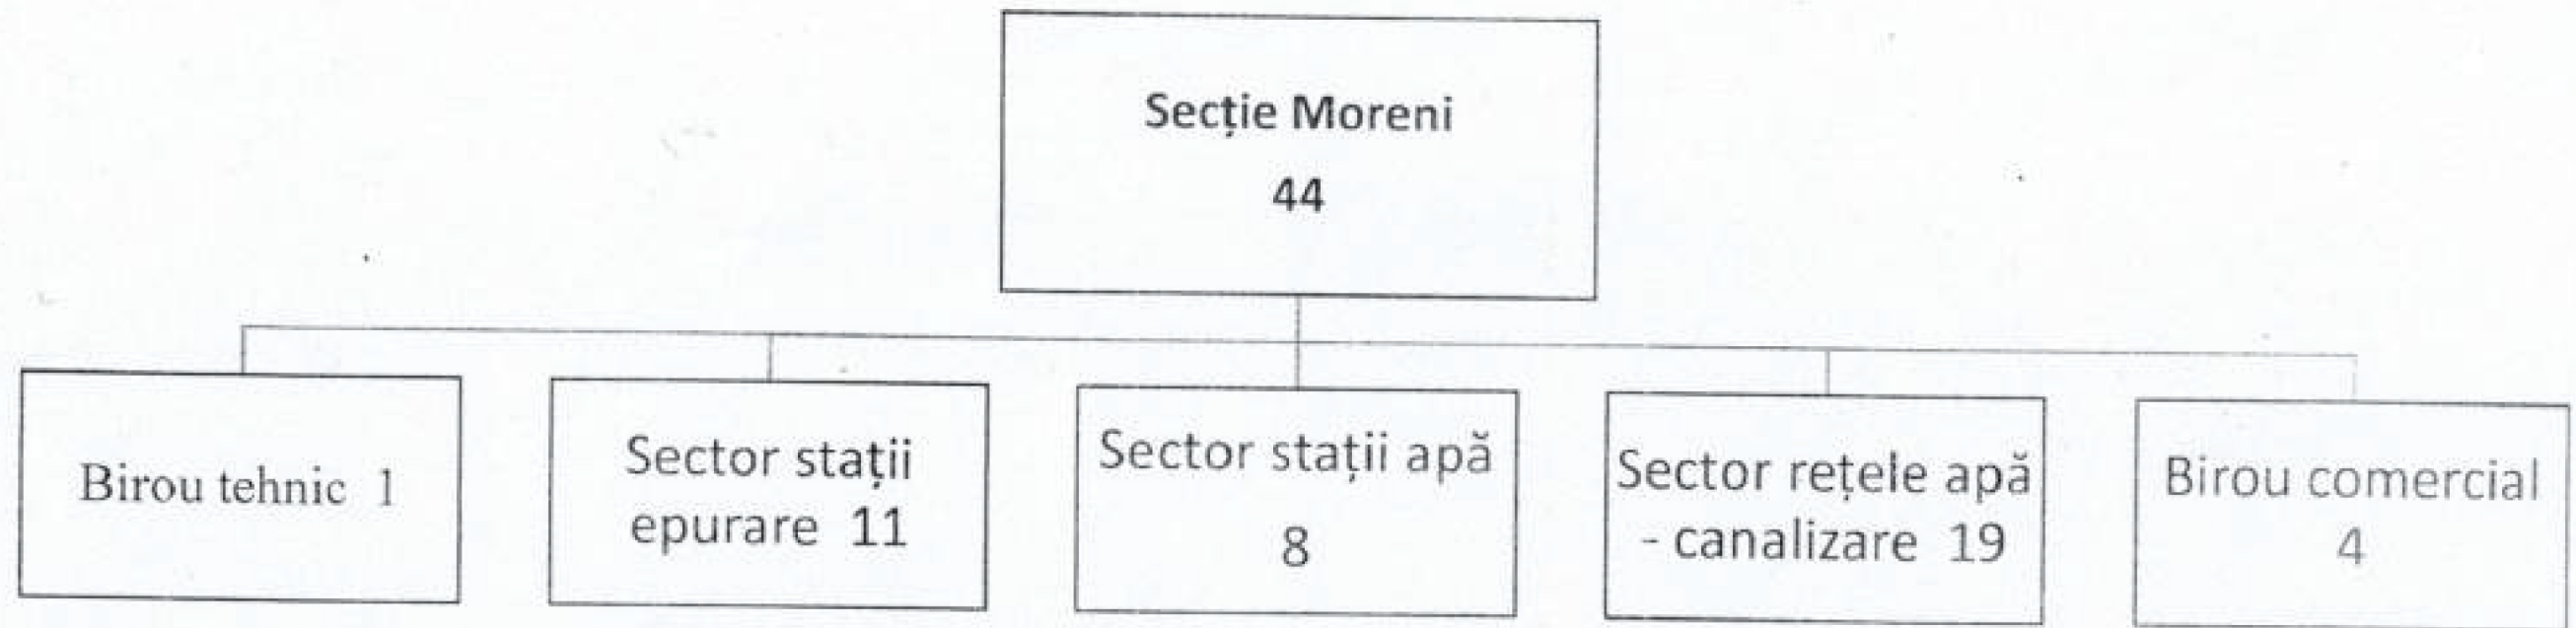 Secție Moreni
44
Birou tehnic 1
Sector stații
epurare 11
Sector stații apă
8
Sector rețele apă
- canalizare 19
Birou comercial
4